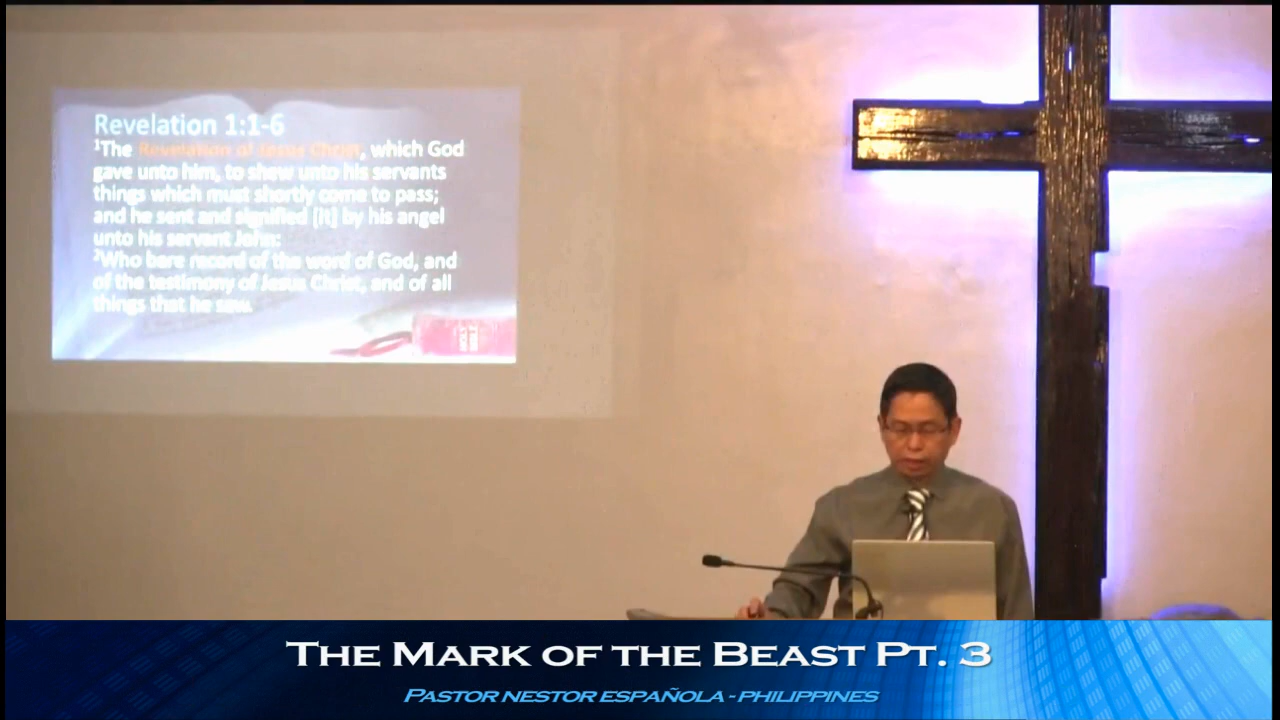 Revelation 1:1-6
¹The Revelation of Jesus Christ, which God
gave unto him, to shew unto his servants
things which must shortly come to pass;
and he sent and signified [it] by his angel
unto his servant John:
²Who bare record of the word of God, and
of the testimony of Jesus Christ, and of all
things that he saw.
THE MARK OF THE BEAST PT. 3
PASTOR NESTOR ESPAÑOLA - PHILIPPINES